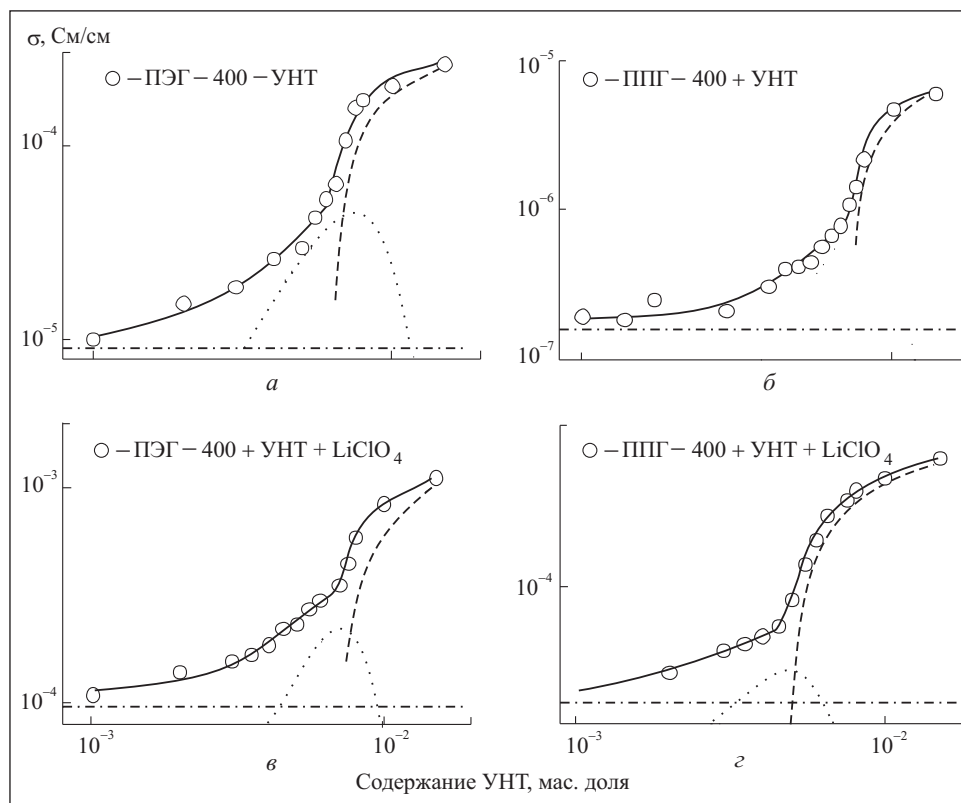 σ, См/см
–ПЭГ – 400 – УНТ
10⁻⁴
10⁻⁵
а
10⁻⁵
–ППГ – 400 + УНТ
10⁻⁶
10⁻⁷
б
–ПЭГ – 400 + УНТ + LiClO₄
10⁻³
10⁻⁴
10⁻³
10⁻²
в
–ППГ – 400 + УНТ + LiClO₄
10⁻⁴
10⁻³
10⁻²
г
Содержание УНТ, мас. доля